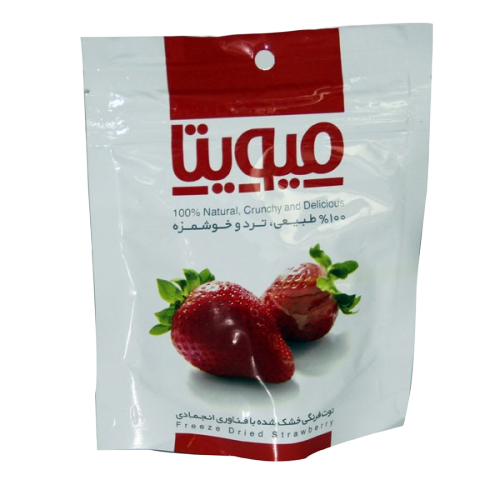 میویتا
100% Natural, Crunchy and Delicious
%۱۰۰ طبیعی، ترد و خوشمزه
توت فرنگی خشک شده با فناوری انجمادی
Freeze Dried Strawberry